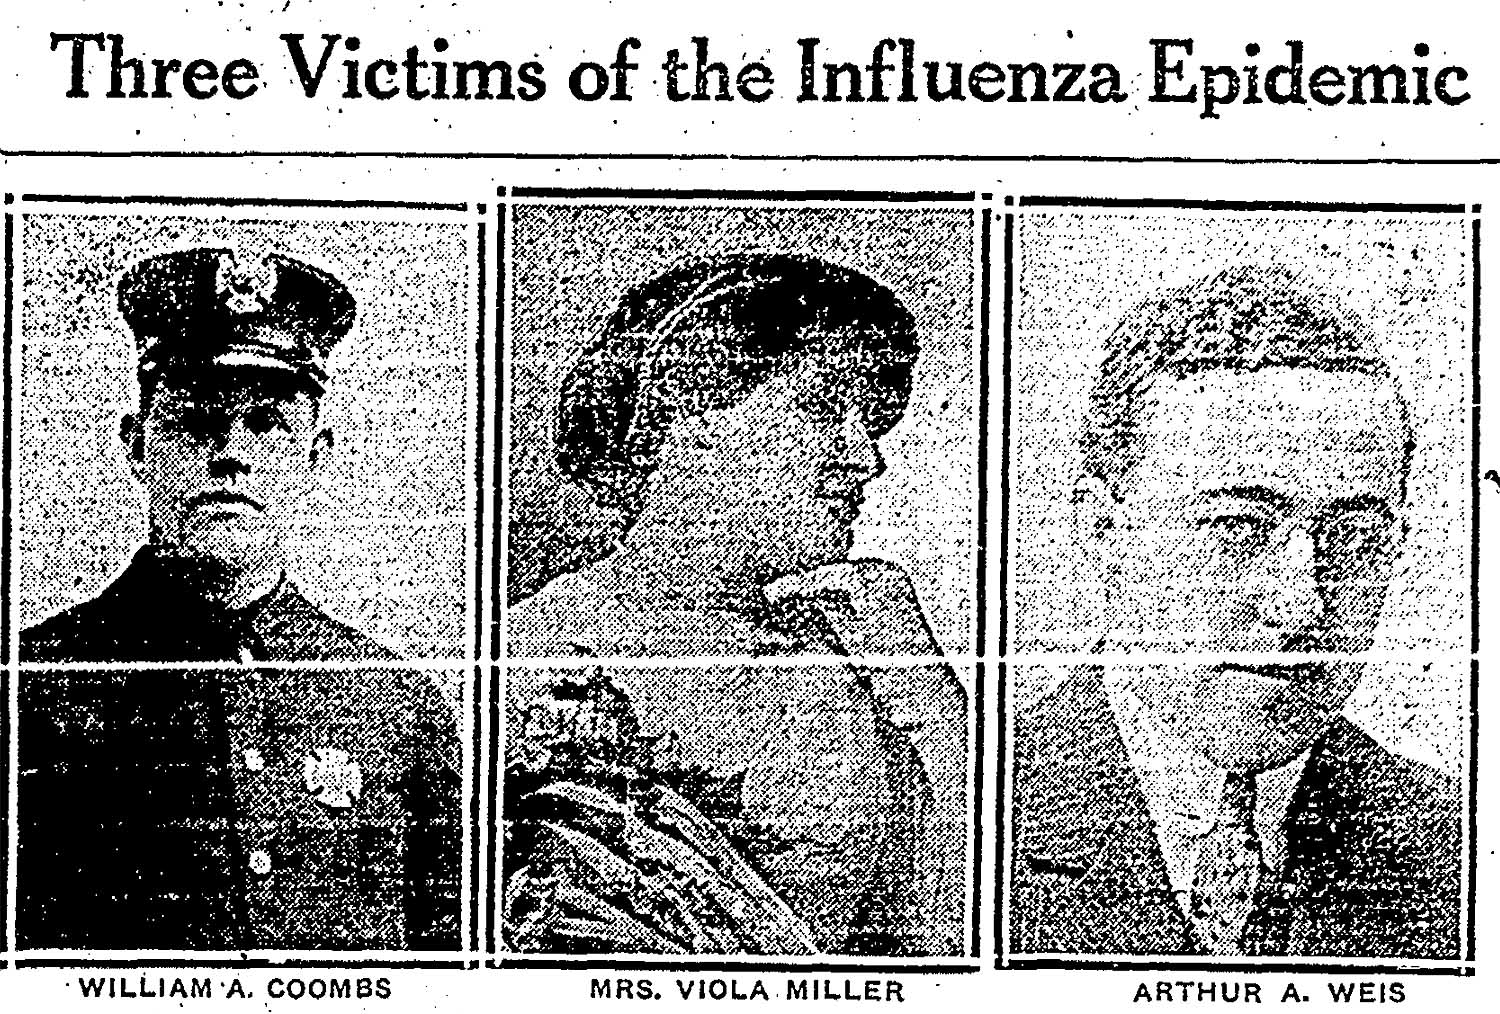 Three Victims of the Influenza Epidemic
WILLIAM A. COOMBS
MRS. VIOLA MILLER
ARTHUR A. WEIS